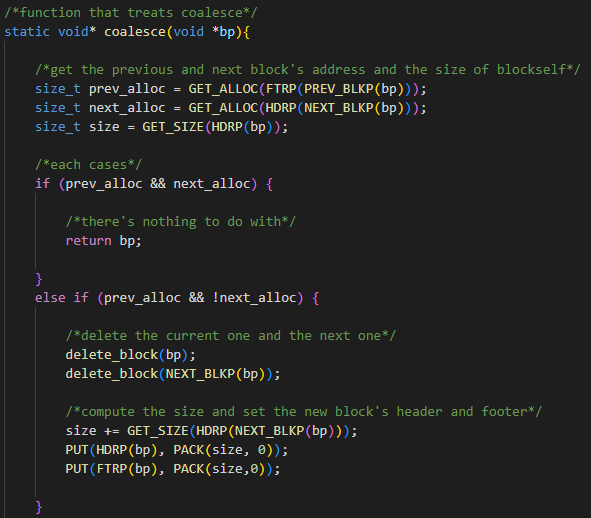 /*function that treats coalesce*/
static void* coalesce(void *bp){
/*get the previous and next block's address and the size of blockself*/
size_t prev_alloc = GET_ALLOC(FTRP(PREV_BLKP(bp)));
size_t next_alloc = GET_ALLOC(HDRP(NEXT_BLKP(bp)));
size_t size = GET_SIZE(HDRP(bp));
/*each cases*/
if (prev_alloc && next_alloc) {
/*there's nothing to do with*/
return bp;
}
else if (prev_alloc && !next_alloc) {
/*delete the current one and the next one*/
delete_block(bp);
delete_block(NEXT_BLKP(bp));
/*compute the size and set the new block's header and footer*/
size += GET_SIZE(HDRP(NEXT_BLKP(bp)));
PUT(HDRP(bp), PACK(size, 0));
PUT(FTRP(bp), PACK(size,0));
}